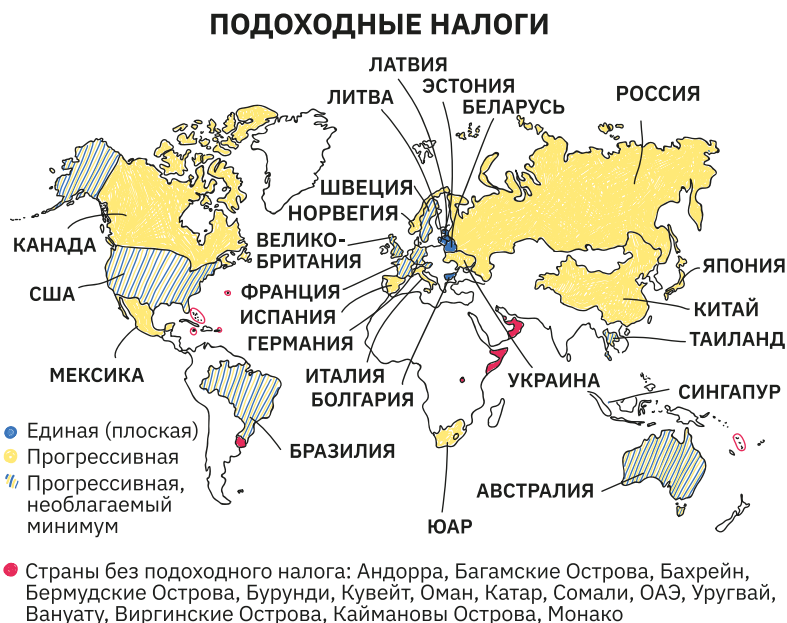 ПОДОХОДНЫЕ НАЛОГИ
ЛАТВИЯ
ЭСТОНИЯ
ЛИТВА
БЕЛАРУСЬ
РОССИЯ
ШВЕЦИЯ
НОРВЕГИЯ
ВЕЛИКО-
БРИТАНИЯ
КАНАДА
США
ФРАНЦИЯ
ИСПАНИЯ
ГЕРМАНИЯ
ЯПОНИЯ
КИТАЙ
ТАИЛАНД
МЕКСИКА
ИТАЛИЯ
БОЛГАРИЯ
УКРАИНА
СИНГАПУР
БРАЗИЛИЯ
АВСТРАЛИЯ
ЮАР
Единая (плоская)
Прогрессивная
Прогрессивная,
необлагаемый
минимум
Страны без подоходного налога: Андорра, Багамские Острова, Бахрейн,
Бермудские Острова, Бурунди, Кувейт, Оман, Катар, Сомали, ОАЭ, Уругвай,
Вануату, Виргинские Острова, Каймановы Острова, Монако